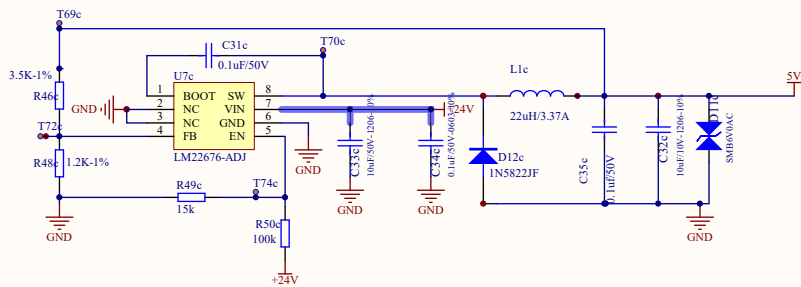 T69c
T70c
C31c
0.1uF/50V
U7c
3.5K-1%
R46c
GND
1 BOOT SW 8
2 NC VIN 7
3 NC GND 6
4 FB EN 5
LM22676-ADJ
+24V
L1c
22uH/3.37A
5V
T72c
R48c
1.2K-1%
GND
C33c
10uF/50V-1206-10%
GND
C34c
0.1uF/50V-0603-10%
GND
D12c
1N5822JF
C35c
0.1uf/50V
C32c
10uF/10V-1206-10%
D11c
SMB6V0AC
R49c
15k
T74c
R50c
100k
+24V
GND
GND